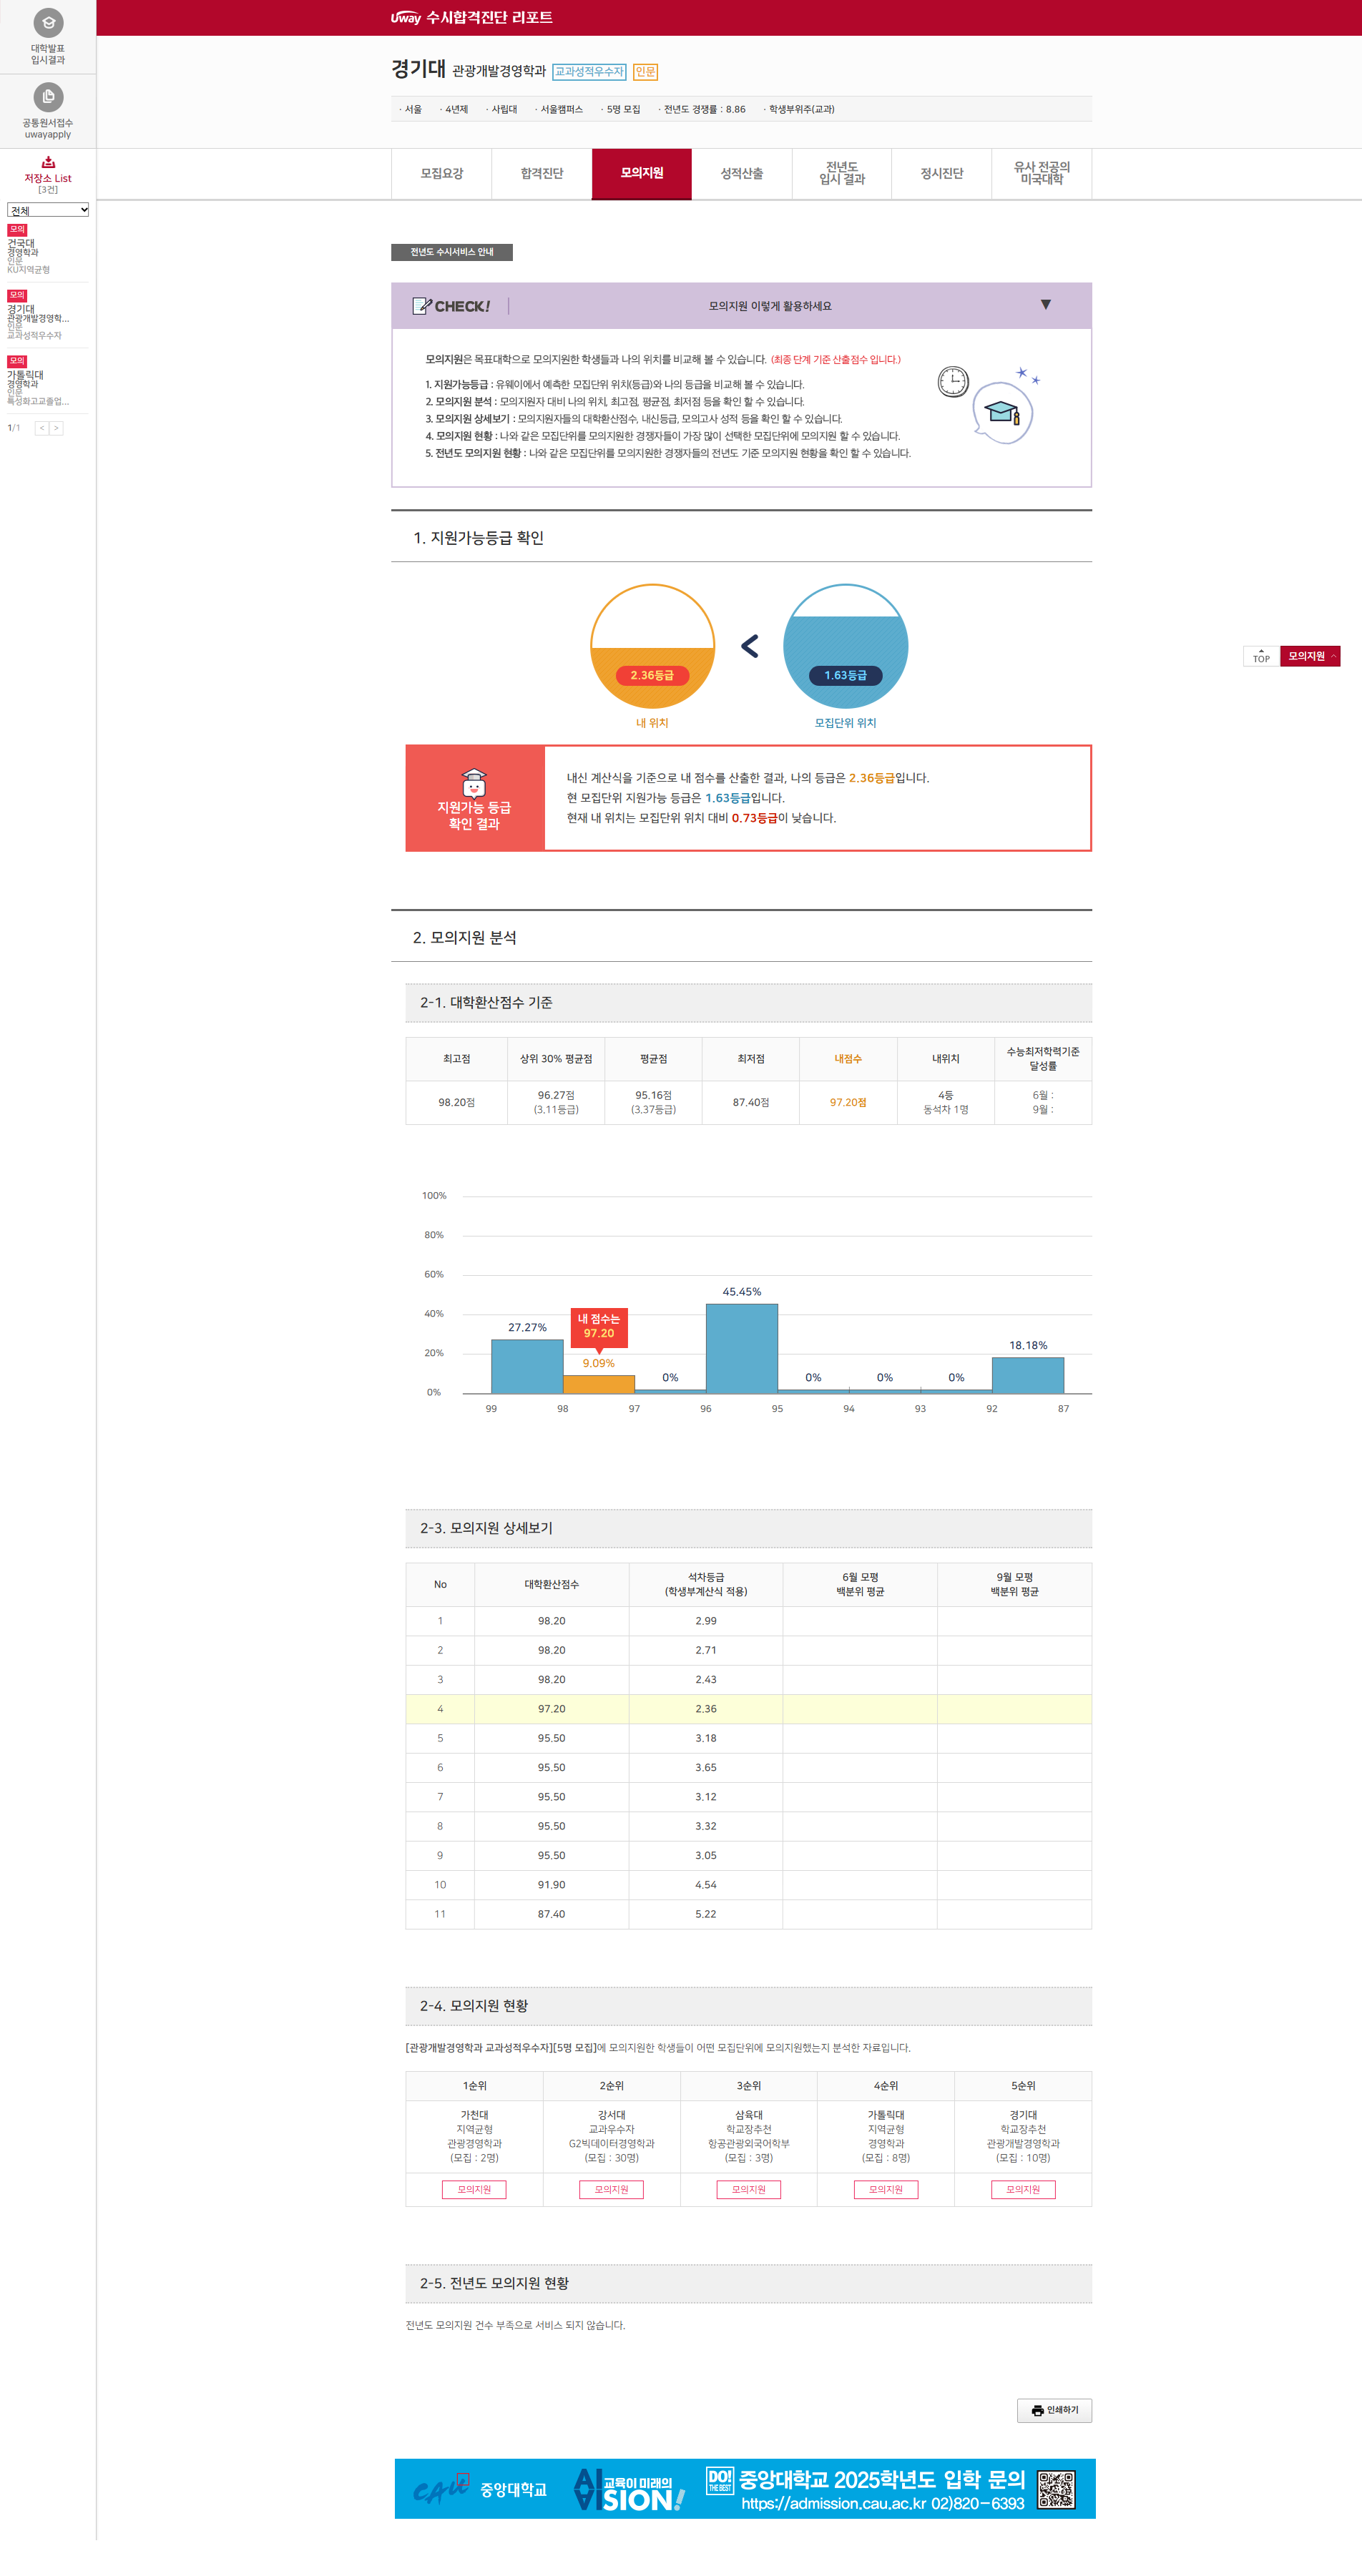 대학발표
입시결과
공통원서접수
uwayapply
저장소 List
[3건]
전체
모의
건국대
경영학과
인문
KU지역균형
모의
경기대
관광개발경영학...
인문
교과성적우수자
모의
가톨릭대
경영학과
인문
특성화고교졸업...
1/1 < >
Uway 수시합격진단 리포트
경기대 관광개발경영학과 교과성적우수자 인문
· 서울 · 4년제 · 사립대 · 서울캠퍼스 · 5명 모집 · 전년도 경쟁률 : 8.86 · 학생부위주(교과)
모집요강 합격진단 모의지원 성적산출 전년도 입시 결과 정시진단 유사 전공의 미국대학
전년도 수시서비스 안내
CHECK! 모의지원 이렇게 활용하세요 ▼
모의지원은 목표대학으로 모의지원한 학생들과 나의 위치를 비교해 볼 수 있습니다. (최종 단계 기준 산출점수 입니다.)
1. 지원가능등급 : 유웨이에서 예측한 모집단위 위치(등급)와 나의 등급을 비교해 볼 수 있습니다.
2. 모의지원 분석 : 모의지원자 대비 나의 위치, 최고점, 평균점, 최저점 등을 확인 할 수 있습니다.
3. 모의지원 상세보기 : 모의지원자들의 대학환산점수, 내신등급, 모의고사 성적 등을 확인 할 수 있습니다.
4. 모의지원 현황 : 나와 같은 모집단위를 모의지원한 경쟁자들이 가장 많이 선택한 모집단위에 모의지원 할 수 있습니다.
5. 전년도 모의지원 현황 : 나와 같은 모집단위를 모의지원한 경쟁자들의 전년도 기준 모의지원 현황을 확인 할 수 있습니다.
1. 지원가능등급 확인
2.36등급 < 1.63등급
내 위치 모집단위 위치
TOP 모의지원
지원가능 등급
확인 결과
내신 계산식을 기준으로 내 점수를 산출한 결과, 나의 등급은 2.36등급입니다.
현 모집단위 지원가능 등급은 1.63등급입니다.
현재 내 위치는 모집단위 위치 대비 0.73등급이 낮습니다.
2. 모의지원 분석
2-1. 대학환산점수 기준
최고점 상위 30% 평균점 평균점 최저점 내점수 내위치 수능최저학력기준 달성률
98.20점 96.27점 (3.11등급) 95.16점 (3.37등급) 87.40점 97.20점 4등 동석차 1명 6월 : 9월 :
100%
80%
60%
40%
20%
0%
27.27%
내 점수는
97.20
9.09%
0%
45.45%
0%
0%
0%
18.18%
99 98 97 96 95 94 93 92 87
2-3. 모의지원 상세보기
No 대학환산점수 석차등급 (학생부계산식 적용) 6월 모평 백분위 평균 9월 모평 백분위 평균
1 98.20 2.99
2 98.20 2.71
3 98.20 2.43
4 97.20 2.36
5 95.50 3.18
6 95.50 3.65
7 95.50 3.12
8 95.50 3.32
9 95.50 3.05
10 91.90 4.54
11 87.40 5.22
2-4. 모의지원 현황
[관광개발경영학과 교과성적우수자][5명 모집]에 모의지원한 학생들이 어떤 모집단위에 모의지원했는지 분석한 자료입니다.
1순위 2순위 3순위 4순위 5순위
가천대 강서대 삼육대 가톨릭대 경기대
지역균형 교과우수자 학교장추천 지역균형 학교장추천
관광경영학과 G2빅데이터경영학과 항공관광외국어학부 경영학과 관광개발경영학과
(모집 : 2명) (모집 : 30명) (모집 : 3명) (모집 : 8명) (모집 : 10명)
모의지원 모의지원 모의지원 모의지원 모의지원
2-5. 전년도 모의지원 현황
전년도 모의지원 건수 부족으로 서비스 되지 않습니다.
인쇄하기
CAU 중앙대학교 교육이 미래의 AI VISION! DO! THE BEST 중앙대학교 2025학년도 입학 문의
https://admission.cau.ac.kr 02)820-6393